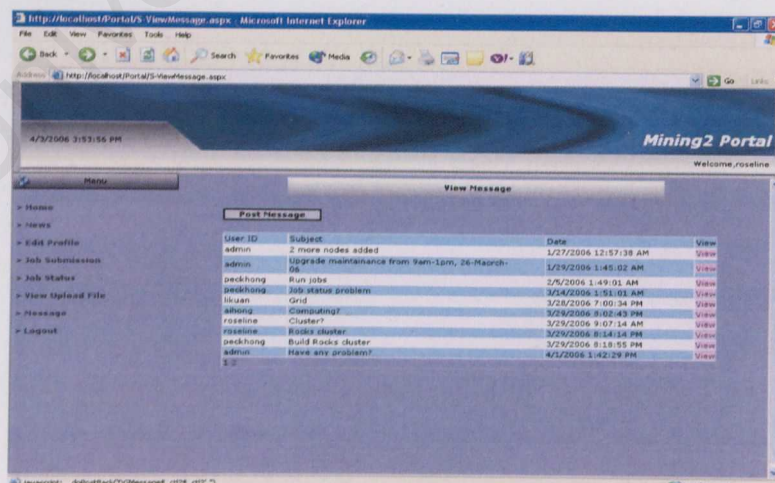 http://localhost/Portal/S-ViewMessage.aspx - Microsoft Internet Explorer
File Edit View Favorites Tools Help
Back Search Favorites Media
Address http://localhost/Portal/S-ViewMessage.aspx Go Links
4/3/2006 3:53:56 PM
Mining2 Portal
Welcome,roseline
Menu
View Message
» Home
» News
» Edit Profile
» Job Submission
» Job Status
» View Upload File
» Message
» Logout
Post Message
User ID Subject Date View
admin 2 more nodes added 1/27/2006 12:57:38 AM View
admin Upgrade maintainance from 9am-1pm, 26-Maorch-06 1/29/2006 1:45:02 AM View
peckhong Run jobs 2/5/2006 1:49:01 AM View
peckhong Job status problem 3/14/2006 1:51:01 AM View
likuan Grid 3/28/2006 7:00:34 PM View
aihong Computing? 3/29/2006 8:02:43 PM View
roseline Cluster? 3/29/2006 9:07:14 AM View
roseline Rocks cluster 3/29/2006 8:14:14 PM View
peckhong Build Rocks cluster 3/29/2006 8:18:55 PM View
admin Have any problem? 4/1/2006 1:42:29 PM View
1 2